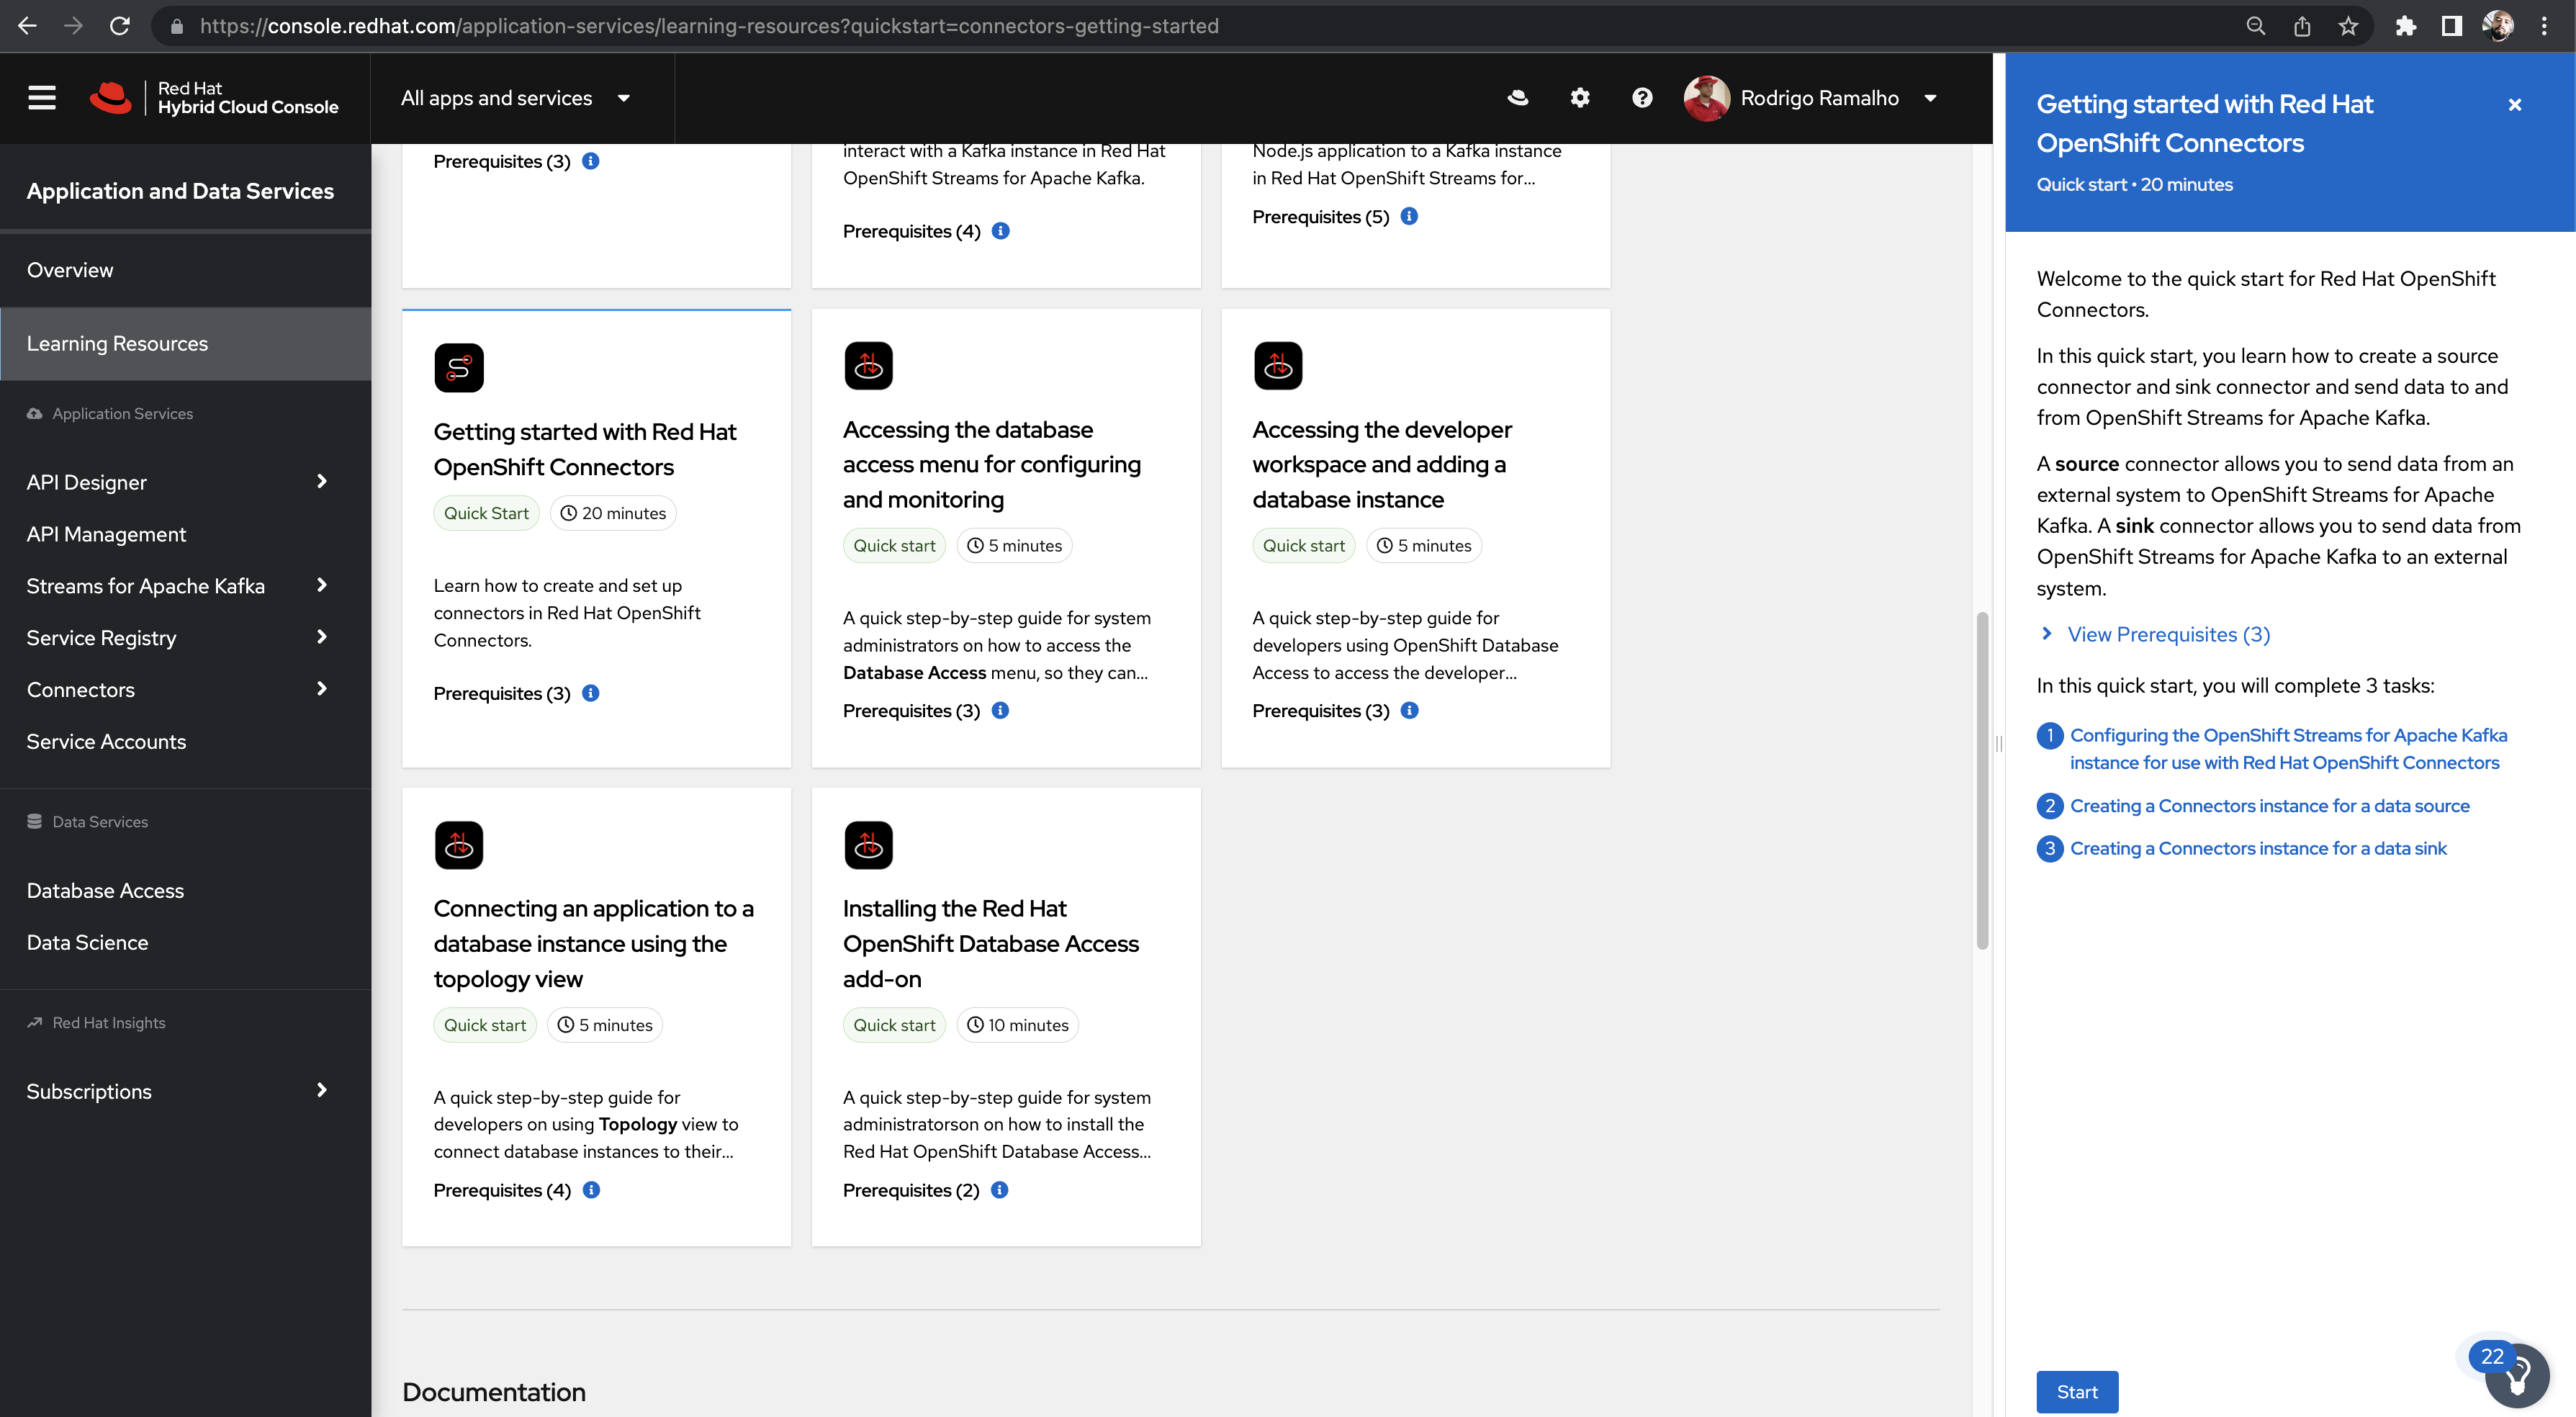 https://console.redhat.com/application-services/learning-resources?quickstart=connectors-getting-started
Red Hat
Hybrid Cloud Console
All apps and services
Rodrigo Ramalho
Application and Data Services
Overview
Learning Resources
Application Services
API Designer
API Management
Streams for Apache Kafka
Service Registry
Connectors
Service Accounts
Data Services
Database Access
Data Science
Red Hat Insights
Subscriptions
Prerequisites (3)
interact with a Kafka instance in Red Hat
OpenShift Streams for Apache Kafka.
Prerequisites (4)
Node.js application to a Kafka instance
in Red Hat OpenShift Streams for...
Prerequisites (5)
Getting started with Red Hat
OpenShift Connectors
Quick Start
20 minutes
Learn how to create and set up
connectors in Red Hat OpenShift
Connectors.
Prerequisites (3)
Accessing the database
access menu for configuring
and monitoring
Quick start
5 minutes
A quick step-by-step guide for system
administrators on how to access the
Database Access menu, so they can...
Prerequisites (3)
Accessing the developer
workspace and adding a
database instance
Quick start
5 minutes
A quick step-by-step guide for
developers using OpenShift Database
Access to access the developer...
Prerequisites (3)
Connecting an application to a
database instance using the
topology view
Quick start
5 minutes
A quick step-by-step guide for
developers on using Topology view to
connect database instances to their...
Prerequisites (4)
Installing the Red Hat
OpenShift Database Access
add-on
Quick start
10 minutes
A quick step-by-step guide for system
administratorson on how to install the
Red Hat OpenShift Database Access...
Prerequisites (2)
Documentation
Getting started with Red Hat
OpenShift Connectors
Quick start • 20 minutes
Welcome to the quick start for Red Hat OpenShift
Connectors.
In this quick start, you learn how to create a source
connector and sink connector and send data to and
from OpenShift Streams for Apache Kafka.
A source connector allows you to send data from an
external system to OpenShift Streams for Apache
Kafka. A sink connector allows you to send data from
OpenShift Streams for Apache Kafka to an external
system.
View Prerequisites (3)
In this quick start, you will complete 3 tasks:
1 Configuring the OpenShift Streams for Apache Kafka
instance for use with Red Hat OpenShift Connectors
2 Creating a Connectors instance for a data source
3 Creating a Connectors instance for a data sink
22
Start